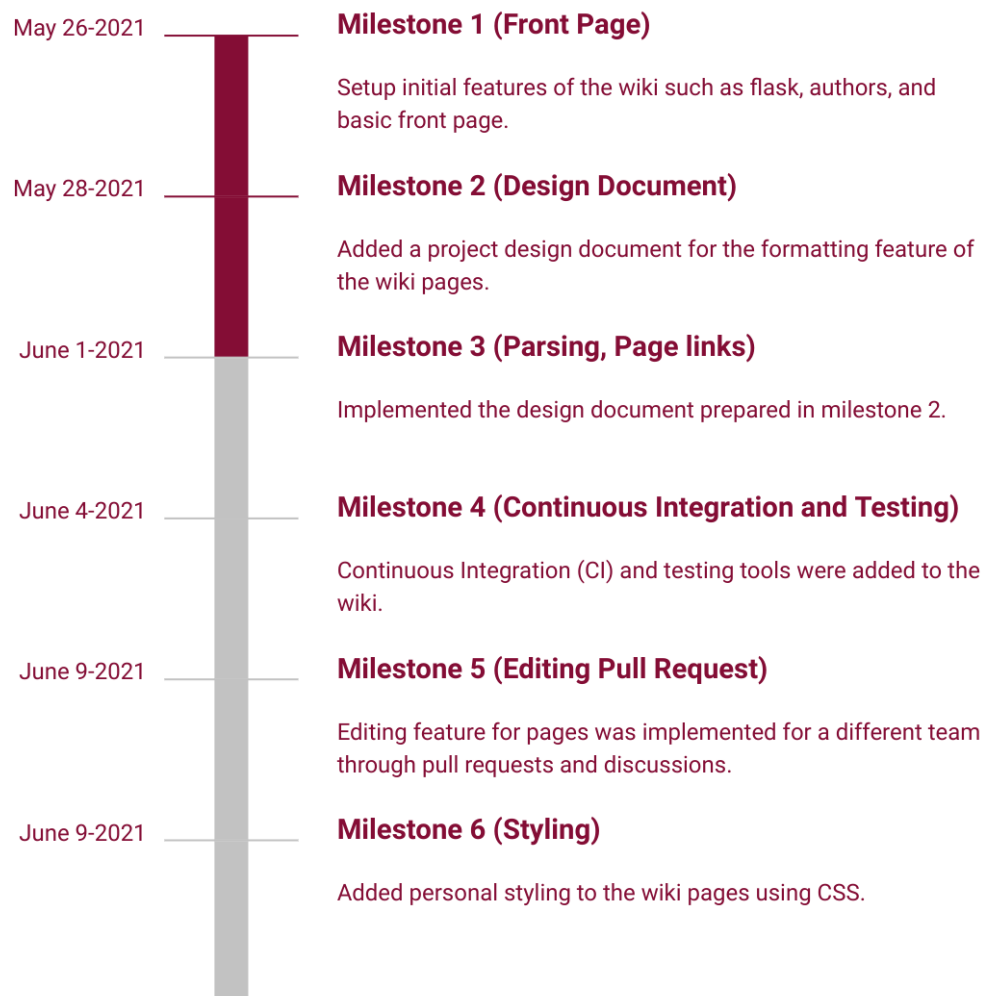 May 26-2021
Milestone 1 (Front Page)
Setup initial features of the wiki such as flask, authors, and
basic front page.
May 28-2021
Milestone 2 (Design Document)
Added a project design document for the formatting feature of
the wiki pages.
June 1-2021
Milestone 3 (Parsing, Page links)
Implemented the design document prepared in milestone 2.
June 4-2021
Milestone 4 (Continuous Integration and Testing)
Continuous Integration (CI) and testing tools were added to the
wiki.
June 9-2021
Milestone 5 (Editing Pull Request)
Editing feature for pages was implemented for a different team
through pull requests and discussions.
June 9-2021
Milestone 6 (Styling)
Added personal styling to the wiki pages using CSS.